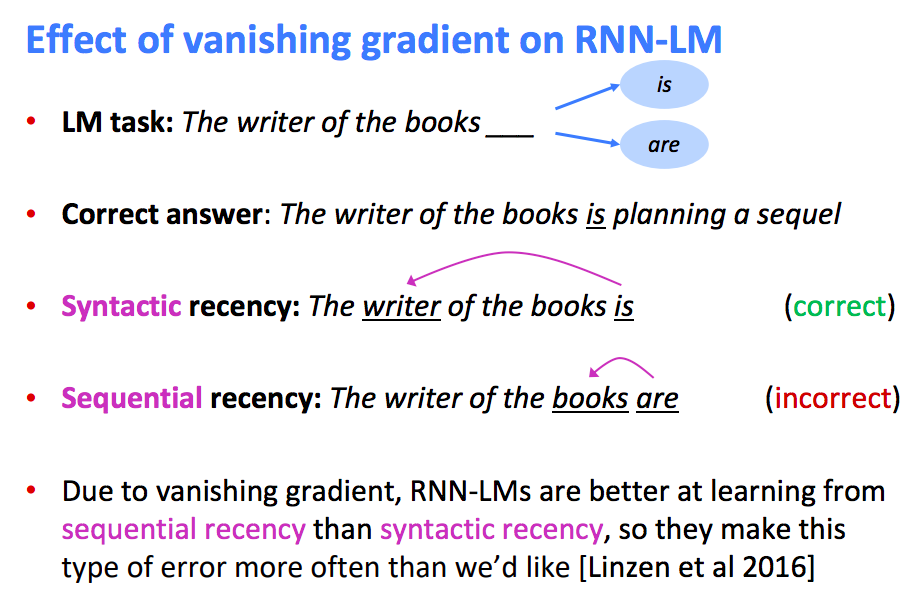 Effect of vanishing gradient on RNN-LM
is
• LM task: The writer of the books ___
are
• Correct answer: The writer of the books is planning a sequel
• Syntactic recency: The writer of the books is (correct)
• Sequential recency: The writer of the books are (incorrect)
• Due to vanishing gradient, RNN-LMs are better at learning from
sequential recency than syntactic recency, so they make this
type of error more often than we’d like [Linzen et al 2016]